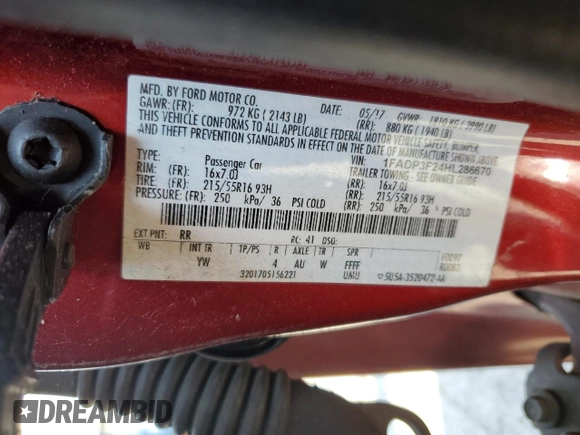 MFD. BY FORD MOTOR CO.
DATE: 05/17 GVWR:
GAWR: (FR): 972 KG ( 2143 LB) (RR): 880 KG ( 1940 LB)
THIS VEHICLE CONFORMS TO ALL APPLICABLE FEDERAL MOTOR VEHICLE SAFETY, BUMPER,
AND THEFT PREVENTION STANDARDS IN EFFECT ON THE DATE OF MANUFACTURE SHOWN ABOVE.
VIN: 1FADP3F24HL286670
TYPE: Passenger Car TRAILER TOWING - SEE OWNER GUIDE
RIM: (FR): 16x7.0J (RR): 16x7.0J
TIRE: (FR): 215/55R16 93H (RR): 215/55R16 93H
PRESSURE: (FR): 250 kPa/ 36 PSI COLD (RR): 250 kPa/ 36 PSI COLD
EXT PNT: RR RC: 41 DSO:
WB INT TR TP/PS R AXLE TR SPR
YW 4 AU W FFFF
3201705156221 UMU 5U5A-3520472-AA
DREAMBID